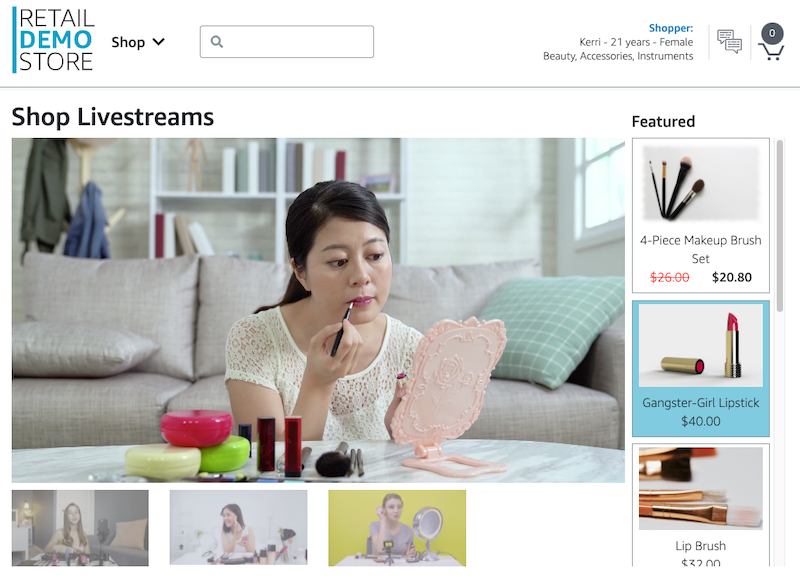 RETAIL
DEMO
STORE
Shop
Shopper:
Kerri - 21 years - Female
Beauty, Accessories, Instruments
0
Shop Livestreams
Featured
4-Piece Makeup Brush
Set
$26.00 $20.80
Gangster-Girl Lipstick
$40.00
Lip Brush
$32.00